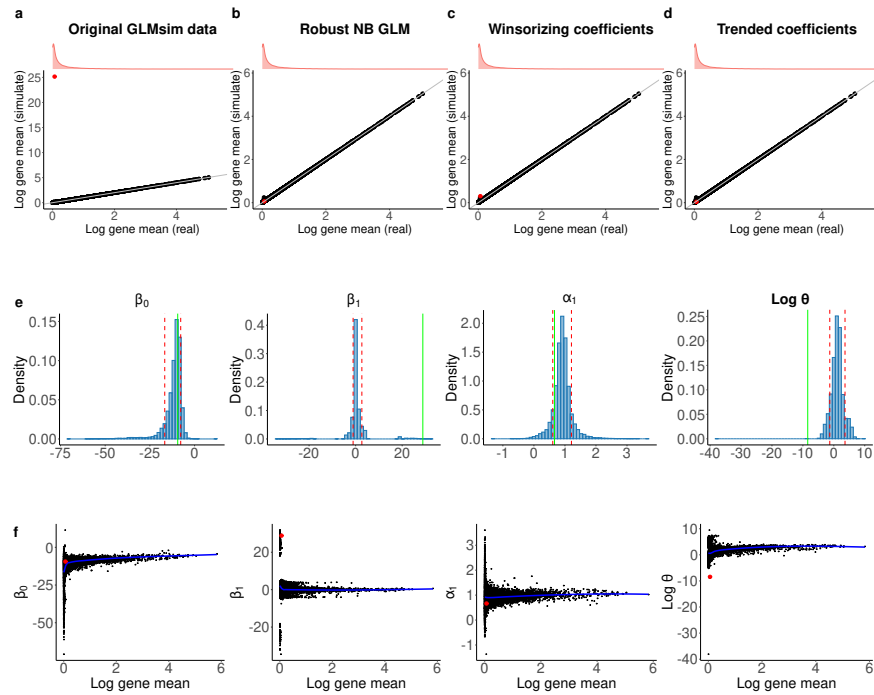 a Original GLMsim data
b Robust NB GLM
c Winsorizing coefficients
d Trended coefficients
Log gene mean (simulate)
25
20
15
10
5
0
0 4
Log gene mean (real)
Log gene mean (simulate)
6
4
2
0
0 4
Log gene mean (real)
Log gene mean (simulate)
6
4
2
0
0 4
Log gene mean (real)
Log gene mean (simulate)
6
4
2
0
0 4
Log gene mean (real)
e
β0
Density
0.15
0.10
0.05
0.00
-75 -50 -25 0
β1
Density
0.4
0.3
0.2
0.1
0.0
-20 0 20
α1
Density
2.0
1.5
1.0
0.5
0.0
-1 0 1 2 3
Log θ
Density
0.25
0.20
0.15
0.10
0.05
0.00
-40 -30 -20 -10 0 10
f
β0
0
-25
-50
0 2 4 6
Log gene mean
β1
20
0
-20
0 2 4 6
Log gene mean
α1
3
2
1
0
-1
0 2 4 6
Log gene mean
Log θ
10
0
-10
-20
-30
-40
0 2 4 6
Log gene mean